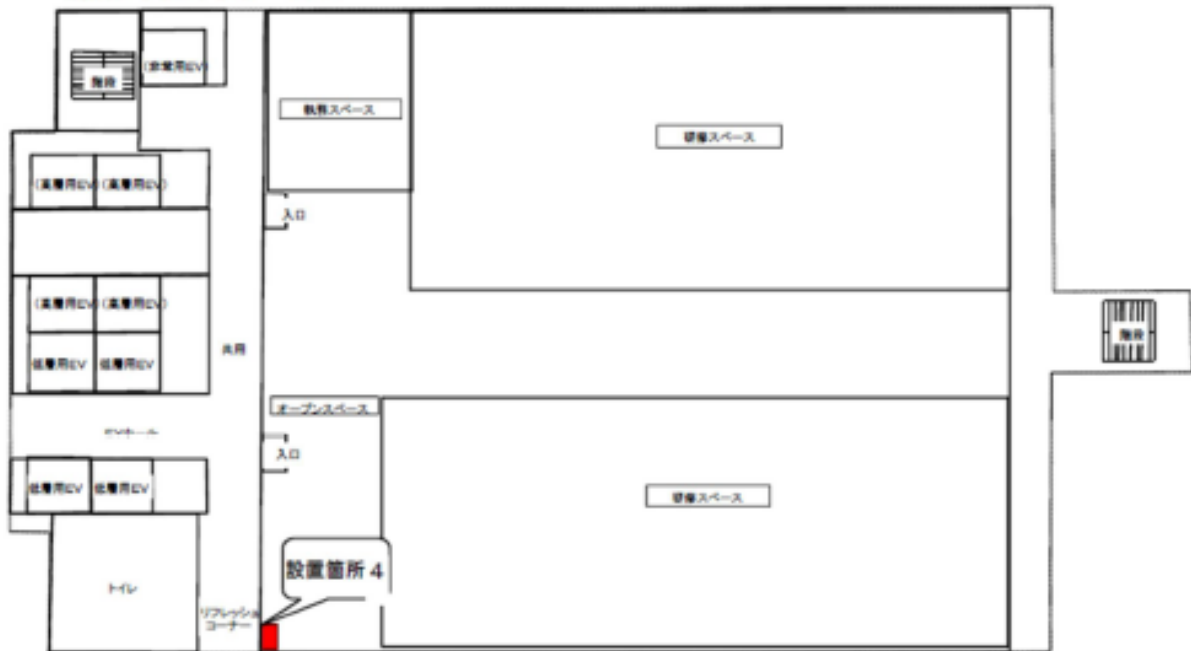 階段
(非常用EV)
執務スペース
研修スペース
(高層用EV)
(高層用EV)
入口
(高層用EV)
(高層用EV)
低層用EV
低層用EV
共用
階段
オープンスペース
EVホール
入口
低層用EV
低層用EV
研修スペース
設置箇所4
トイレ
リフレッシュ
コーナー